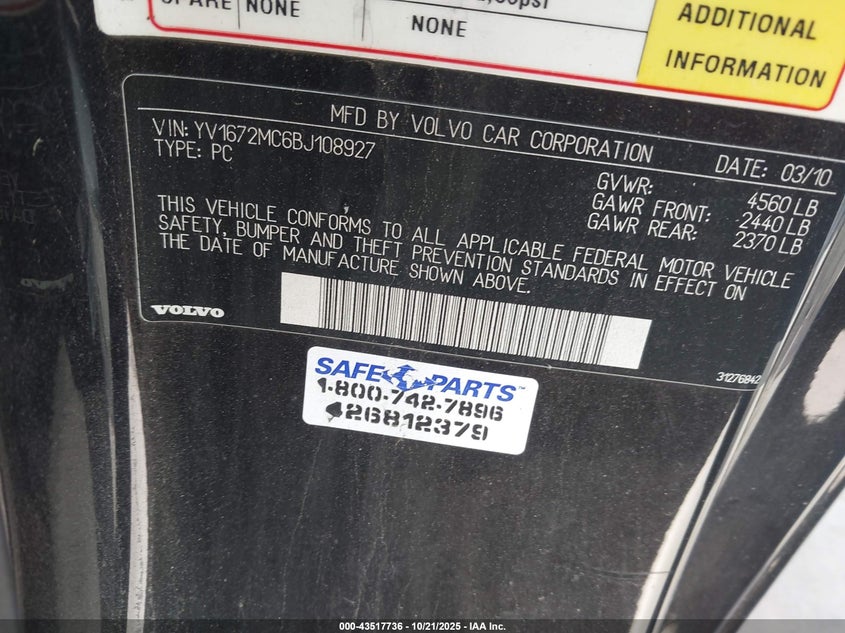 SPARE NONE
NONE
ADDITIONAL
INFORMATION
MFD BY VOLVO CAR CORPORATION
VIN: YV1672MC6BJ108927
DATE: 03/10
TYPE: PC
GVWR: 4560 LB
GAWR FRONT: 2440 LB
GAWR REAR: 2370 LB
THIS VEHICLE CONFORMS TO ALL APPLICABLE FEDERAL MOTOR VEHICLE
SAFETY, BUMPER AND THEFT PREVENTION STANDARDS IN EFFECT ON
THE DATE OF MANUFACTURE SHOWN ABOVE.
VOLVO
31276842
SAFE PARTS™
1-800-742-7896
426812379
000-43517736 - 10/21/2025 - IAA Inc.